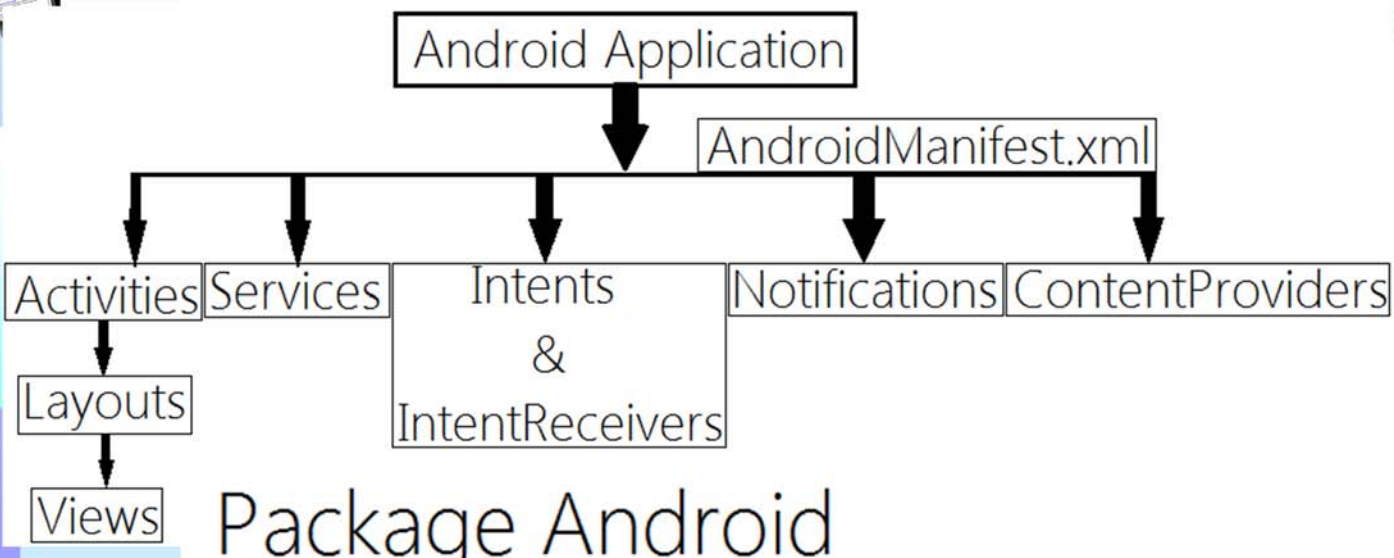 Android Application
AndroidManifest.xml
Activities
Services
Intents
&
IntentReceivers
Notifications
ContentProviders
Layouts
Views
Package Android